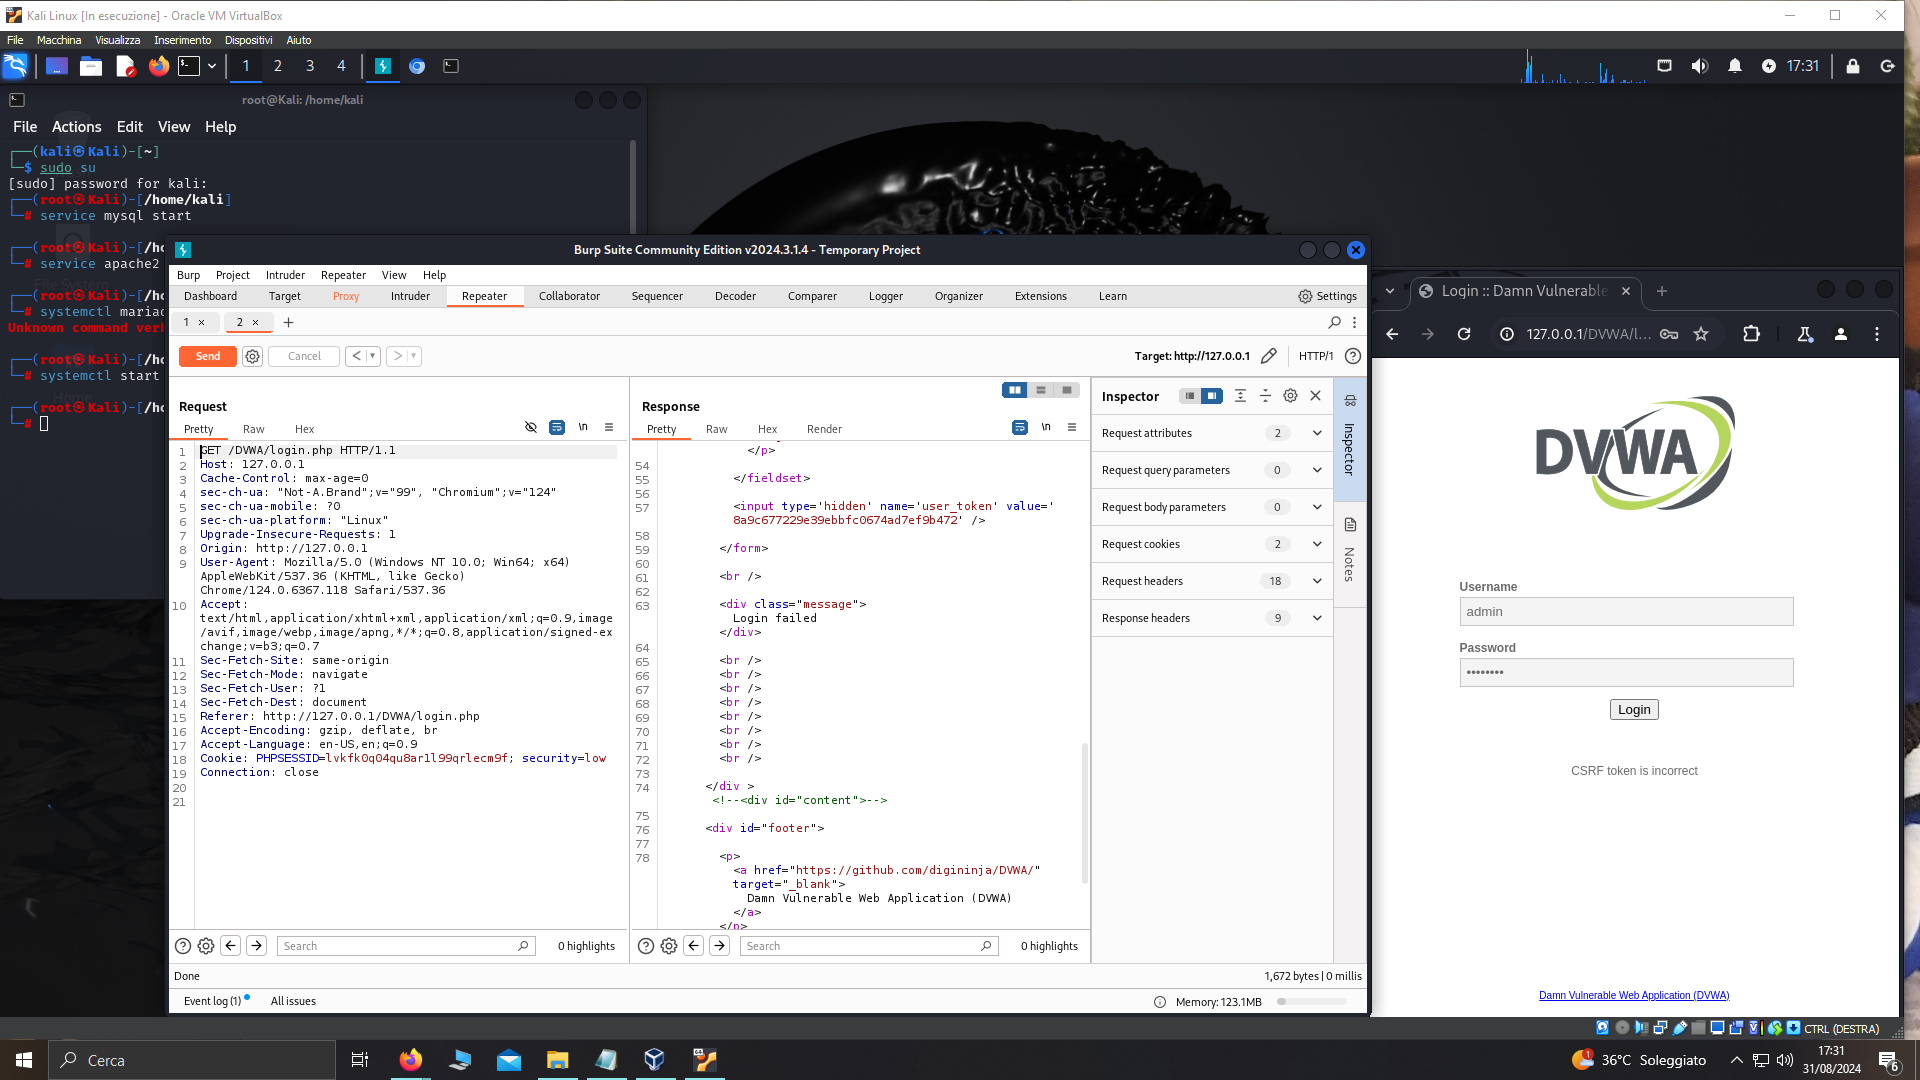 Kali Linux [In esecuzione] - Oracle VM VirtualBox
File Macchina Visualizza Inserimento Dispositivi Aiuto
1 2 3 4
17:31
root@Kali: /home/kali
File Actions Edit View Help
(kali㉿Kali)-[~]
$ sudo su
[sudo] password for kali:
(root㉿Kali)-[/home/kali]
# service mysql start
(root㉿Kali)-[/ho
# service apache2
(root㉿Kali)-[/ho
# systemctl mariad
Unknown command verb
(root㉿Kali)-[/ho
# systemctl start
(root㉿Kali)-[/ho
#
File System
Home
Burp Suite Community Edition v2024.3.1.4 - Temporary Project
Burp Project Intruder Repeater View Help
Dashboard Target Proxy Intruder Repeater Collaborator Sequencer Decoder Comparer Logger Organizer Extensions Learn Settings
1 × 2 × +
Send Cancel < >
Target: http://127.0.0.1 HTTP/1
Request
Pretty Raw Hex \n
1 GET /DVWA/login.php HTTP/1.1
2 Host: 127.0.0.1
3 Cache-Control: max-age=0
4 sec-ch-ua: "Not-A.Brand";v="99", "Chromium";v="124"
5 sec-ch-ua-mobile: ?0
6 sec-ch-ua-platform: "Linux"
7 Upgrade-Insecure-Requests: 1
8 Origin: http://127.0.0.1
9 User-Agent: Mozilla/5.0 (Windows NT 10.0; Win64; x64)
AppleWebKit/537.36 (KHTML, like Gecko)
Chrome/124.0.6367.118 Safari/537.36
10 Accept:
text/html,application/xhtml+xml,application/xml;q=0.9,image
/avif,image/webp,image/apng,*/*;q=0.8,application/signed-ex
change;v=b3;q=0.7
11 Sec-Fetch-Site: same-origin
12 Sec-Fetch-Mode: navigate
13 Sec-Fetch-User: ?1
14 Sec-Fetch-Dest: document
15 Referer: http://127.0.0.1/DVWA/login.php
16 Accept-Encoding: gzip, deflate, br
17 Accept-Language: en-US,en;q=0.9
18 Cookie: PHPSESSID=lvkfk0q04qu8ar1l99qrlecm9f; security=low
19 Connection: close
20
21
Search 0 highlights
Response
Pretty Raw Hex Render \n
</p>
54
55 </fieldset>
56
57 <input type='hidden' name='user_token' value='
8a9c677229e39ebbfc0674ad7ef9b472' />
58
59 </form>
60
61 <br />
62
63 <div class="message">
Login failed
</div>
64
65 <br />
66 <br />
67 <br />
68 <br />
69 <br />
70 <br />
71 <br />
72 <br />
73
74 </div >
<!--<div id="content">-->
75
76 <div id="footer">
77
78 <p>
<a href="https://github.com/digininja/DVWA/"
target="_blank">
Damn Vulnerable Web Application (DVWA)
</a>
</p>
Search 0 highlights
Inspector
Request attributes 2
Request query parameters 0
Request body parameters 0
Request cookies 2
Request headers 18
Response headers 9
Inspector
Notes
Done
1,672 bytes | 0 millis
Event log (1) All issues
Memory: 123.1MB
Login :: Damn Vulnerable × +
127.0.0.1/DVWA/l...
DVWA
Username
admin
Password
••••••••
Login
CSRF token is incorrect
Damn Vulnerable Web Application (DVWA)
CTRL (DESTRA)
Cerca
1
36°C Soleggiato
17:31
31/08/2024
6